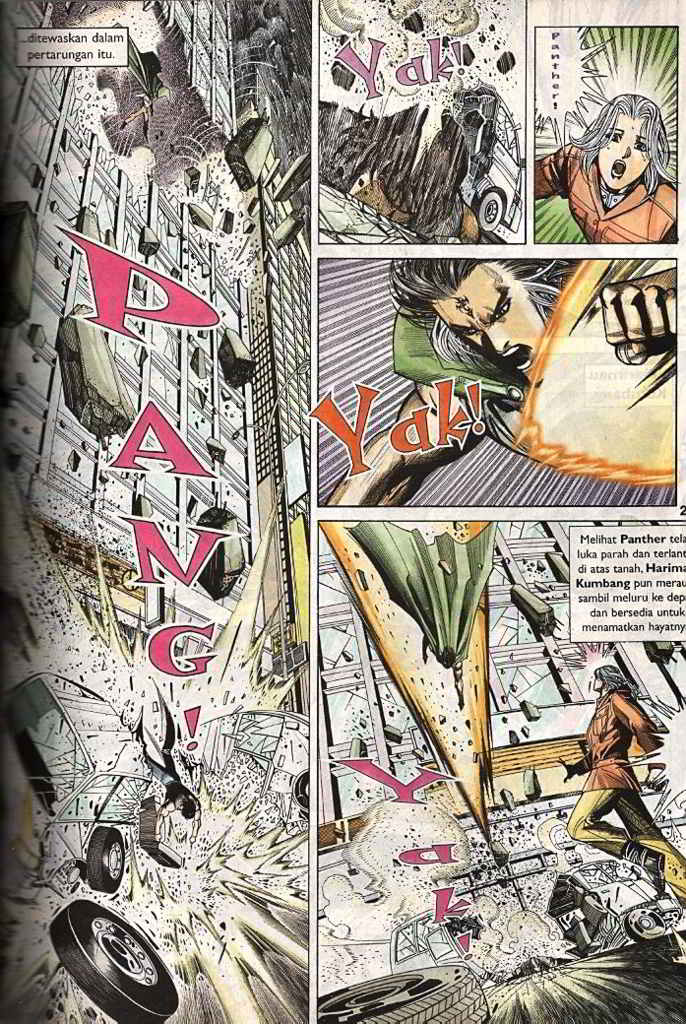 ...ditewaskan dalam
pertarungan itu.
PANG!
Yak!
Panther!
Yak!
Melihat Panther tela
luka parah dan terlant
di atas tanah, Harima
Kumbang pun merau
sambil meluru ke dep
dan bersedia untuk
menamatkan hayatny
Yak!